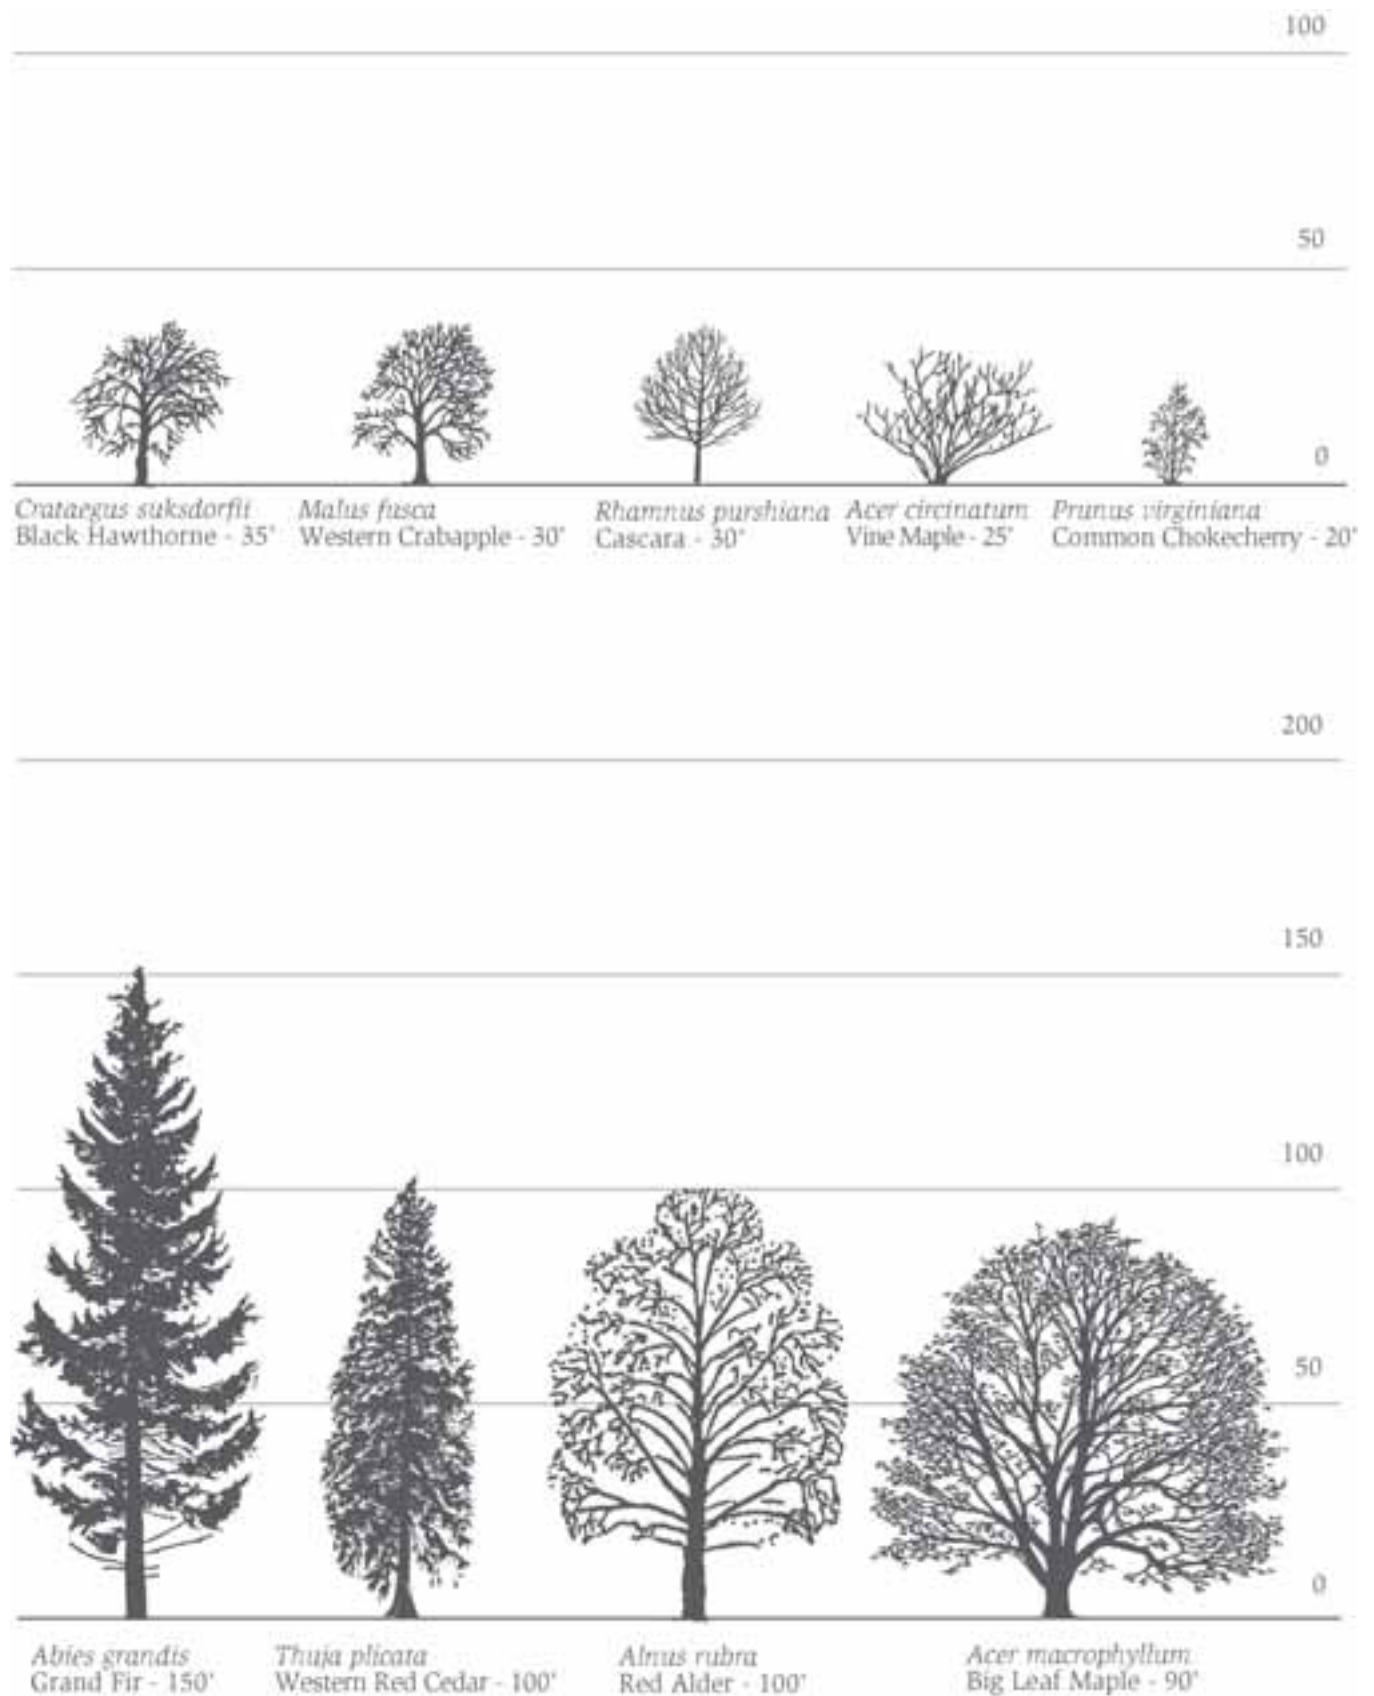 100
50
0
Crataegus suksdorfii
Black Hawthorne - 35'
Malus fusca
Western Crabapple - 30'
Rhamnus purshiana
Cascara - 30'
Acer circinatum
Vine Maple - 25'
Prunus virginiana
Common Chokecherry - 20'
200
150
100
50
0
Abies grandis
Grand Fir - 150'
Thuja plicata
Western Red Cedar - 100'
Alnus rubra
Red Alder - 100'
Acer macrophyllum
Big Leaf Maple - 90'